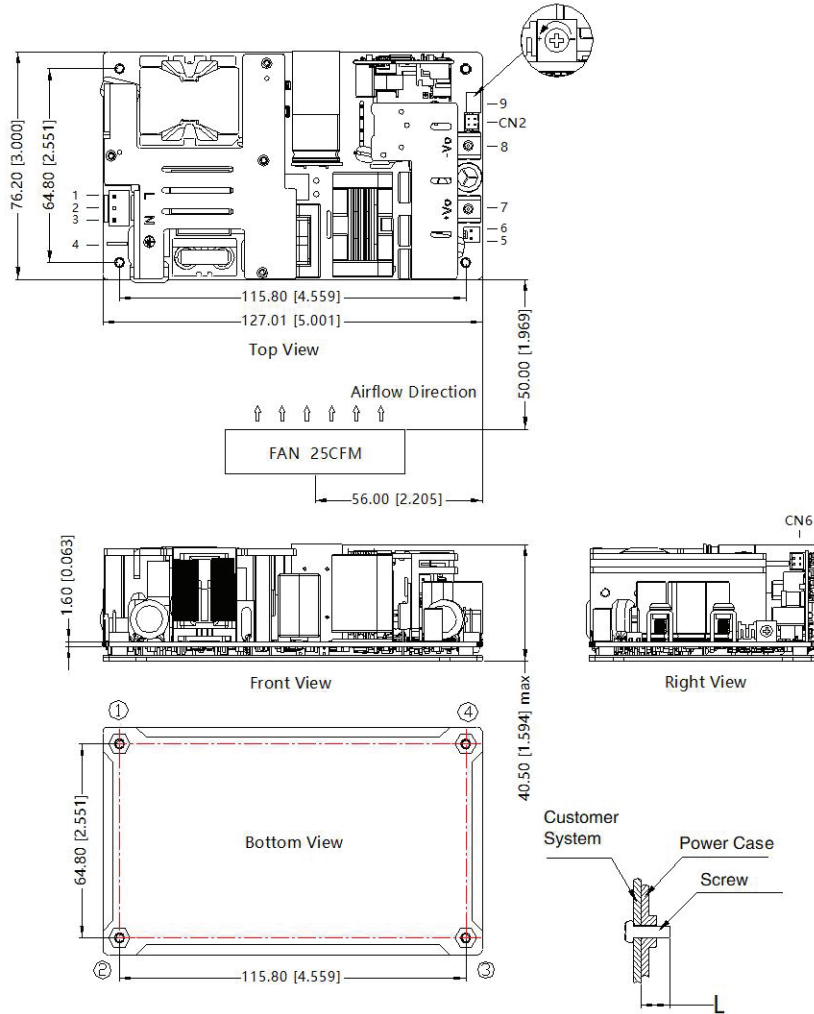 76.20 [3.000]
64.80 [2.551]
1
2
3
4
L
N
-Vo
+Vo
9
CN2
8
7
6
5
115.80 [4.559]
127.01 [5.001]
Top View
50.00 [1.969]
Airflow Direction
FAN 25CFM
56.00 [2.205]
CN6
1.60 [0.063]
Front View
Right View
40.50 [1.594] max
①
④
64.80 [2.551]
Bottom View
②
③
115.80 [4.559]
Customer
System
Power Case
Screw
L